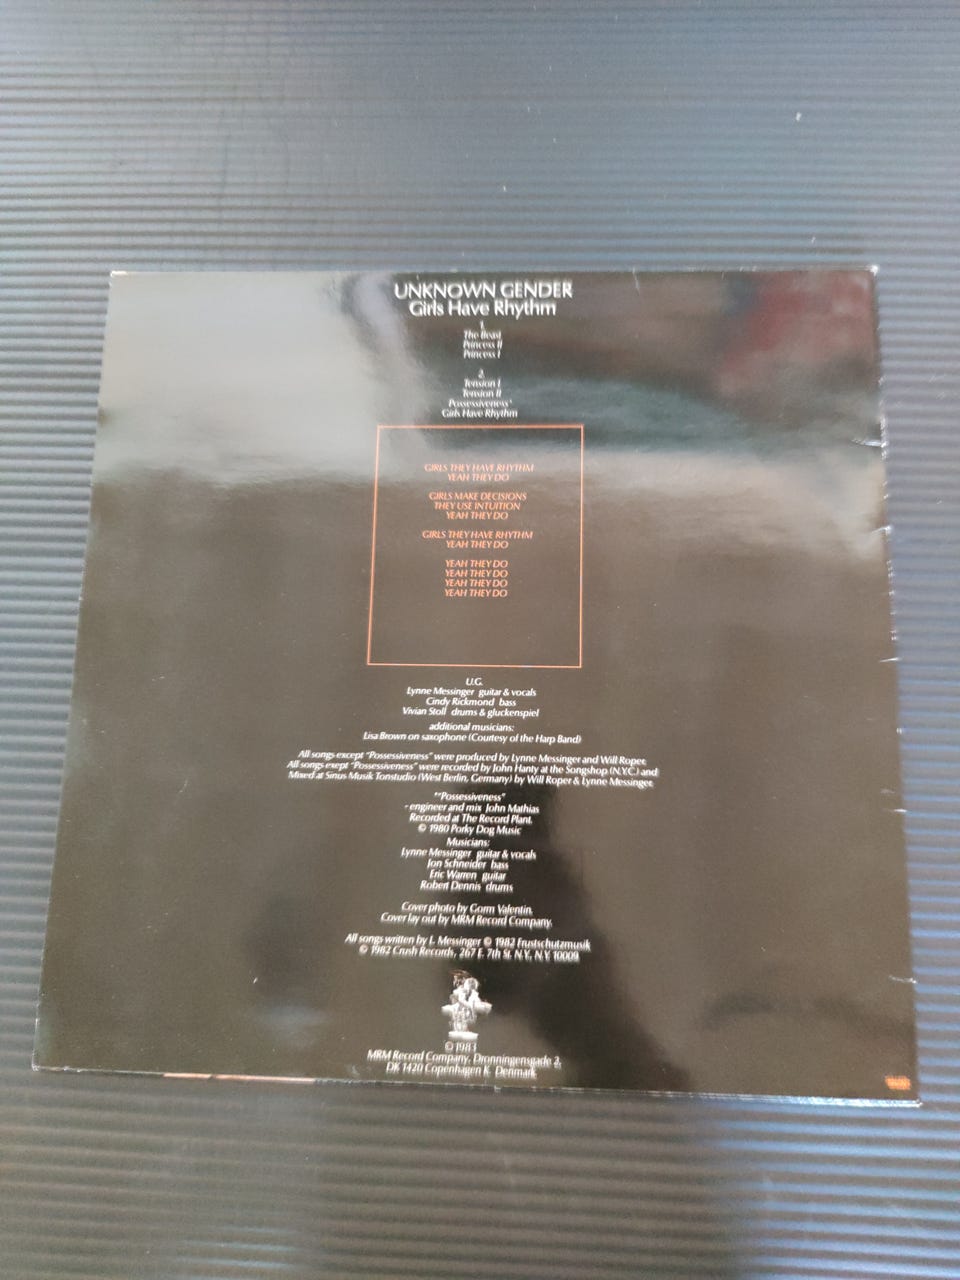 UNKNOWN GENDER
Girls Have Rhythm
1.
The Beast
Princess II
Princess I
2.
Tension I
Tension II
Possessiveness*
Girls Have Rhythm
GIRLS THEY HAVE RHYTHM
YEAH THEY DO
GIRLS MAKE DECISIONS
THEY USE INTUITION
YEAH THEY DO
GIRLS THEY HAVE RHYTHM
YEAH THEY DO
YEAH THEY DO
YEAH THEY DO
YEAH THEY DO
YEAH THEY DO
U.G.
Lynne Messinger guitar & vocals
Cindy Rickmond bass
Vivian Stoll drums & gluckenspiel
additional musicians:
Lisa Brown on saxophone (Courtesy of the Harp Band)
All songs except "Possessiveness" were produced by Lynne Messinger and Will Roper.
All songs exept "Possessiveness" were recorded by John Hanty at the Songshop (N.Y.C.) and
Mixed at Sinus Musik Tonstudio (West Berlin, Germany) by Will Roper & Lynne Messinger.
*"Possessiveness"
- engineer and mix John Mathias
Recorded at The Record Plant.
© 1980 Porky Dog Music
Musicians:
Lynne Messinger guitar & vocals
Jon Schneider bass
Eric Warren guitar
Robert Dennis drums
Cover photo by Gorm Valentin.
Cover lay out by MRM Record Company.
All songs written by L. Messinger © 1982 Frustschutzmusik
© 1982 Crush Records, 267 E. 7th St. N.Y., N.Y. 10009.
© 1983
MRM Record Company, Dronningensgade 2,
DK 1420 Copenhagen K. Denmark